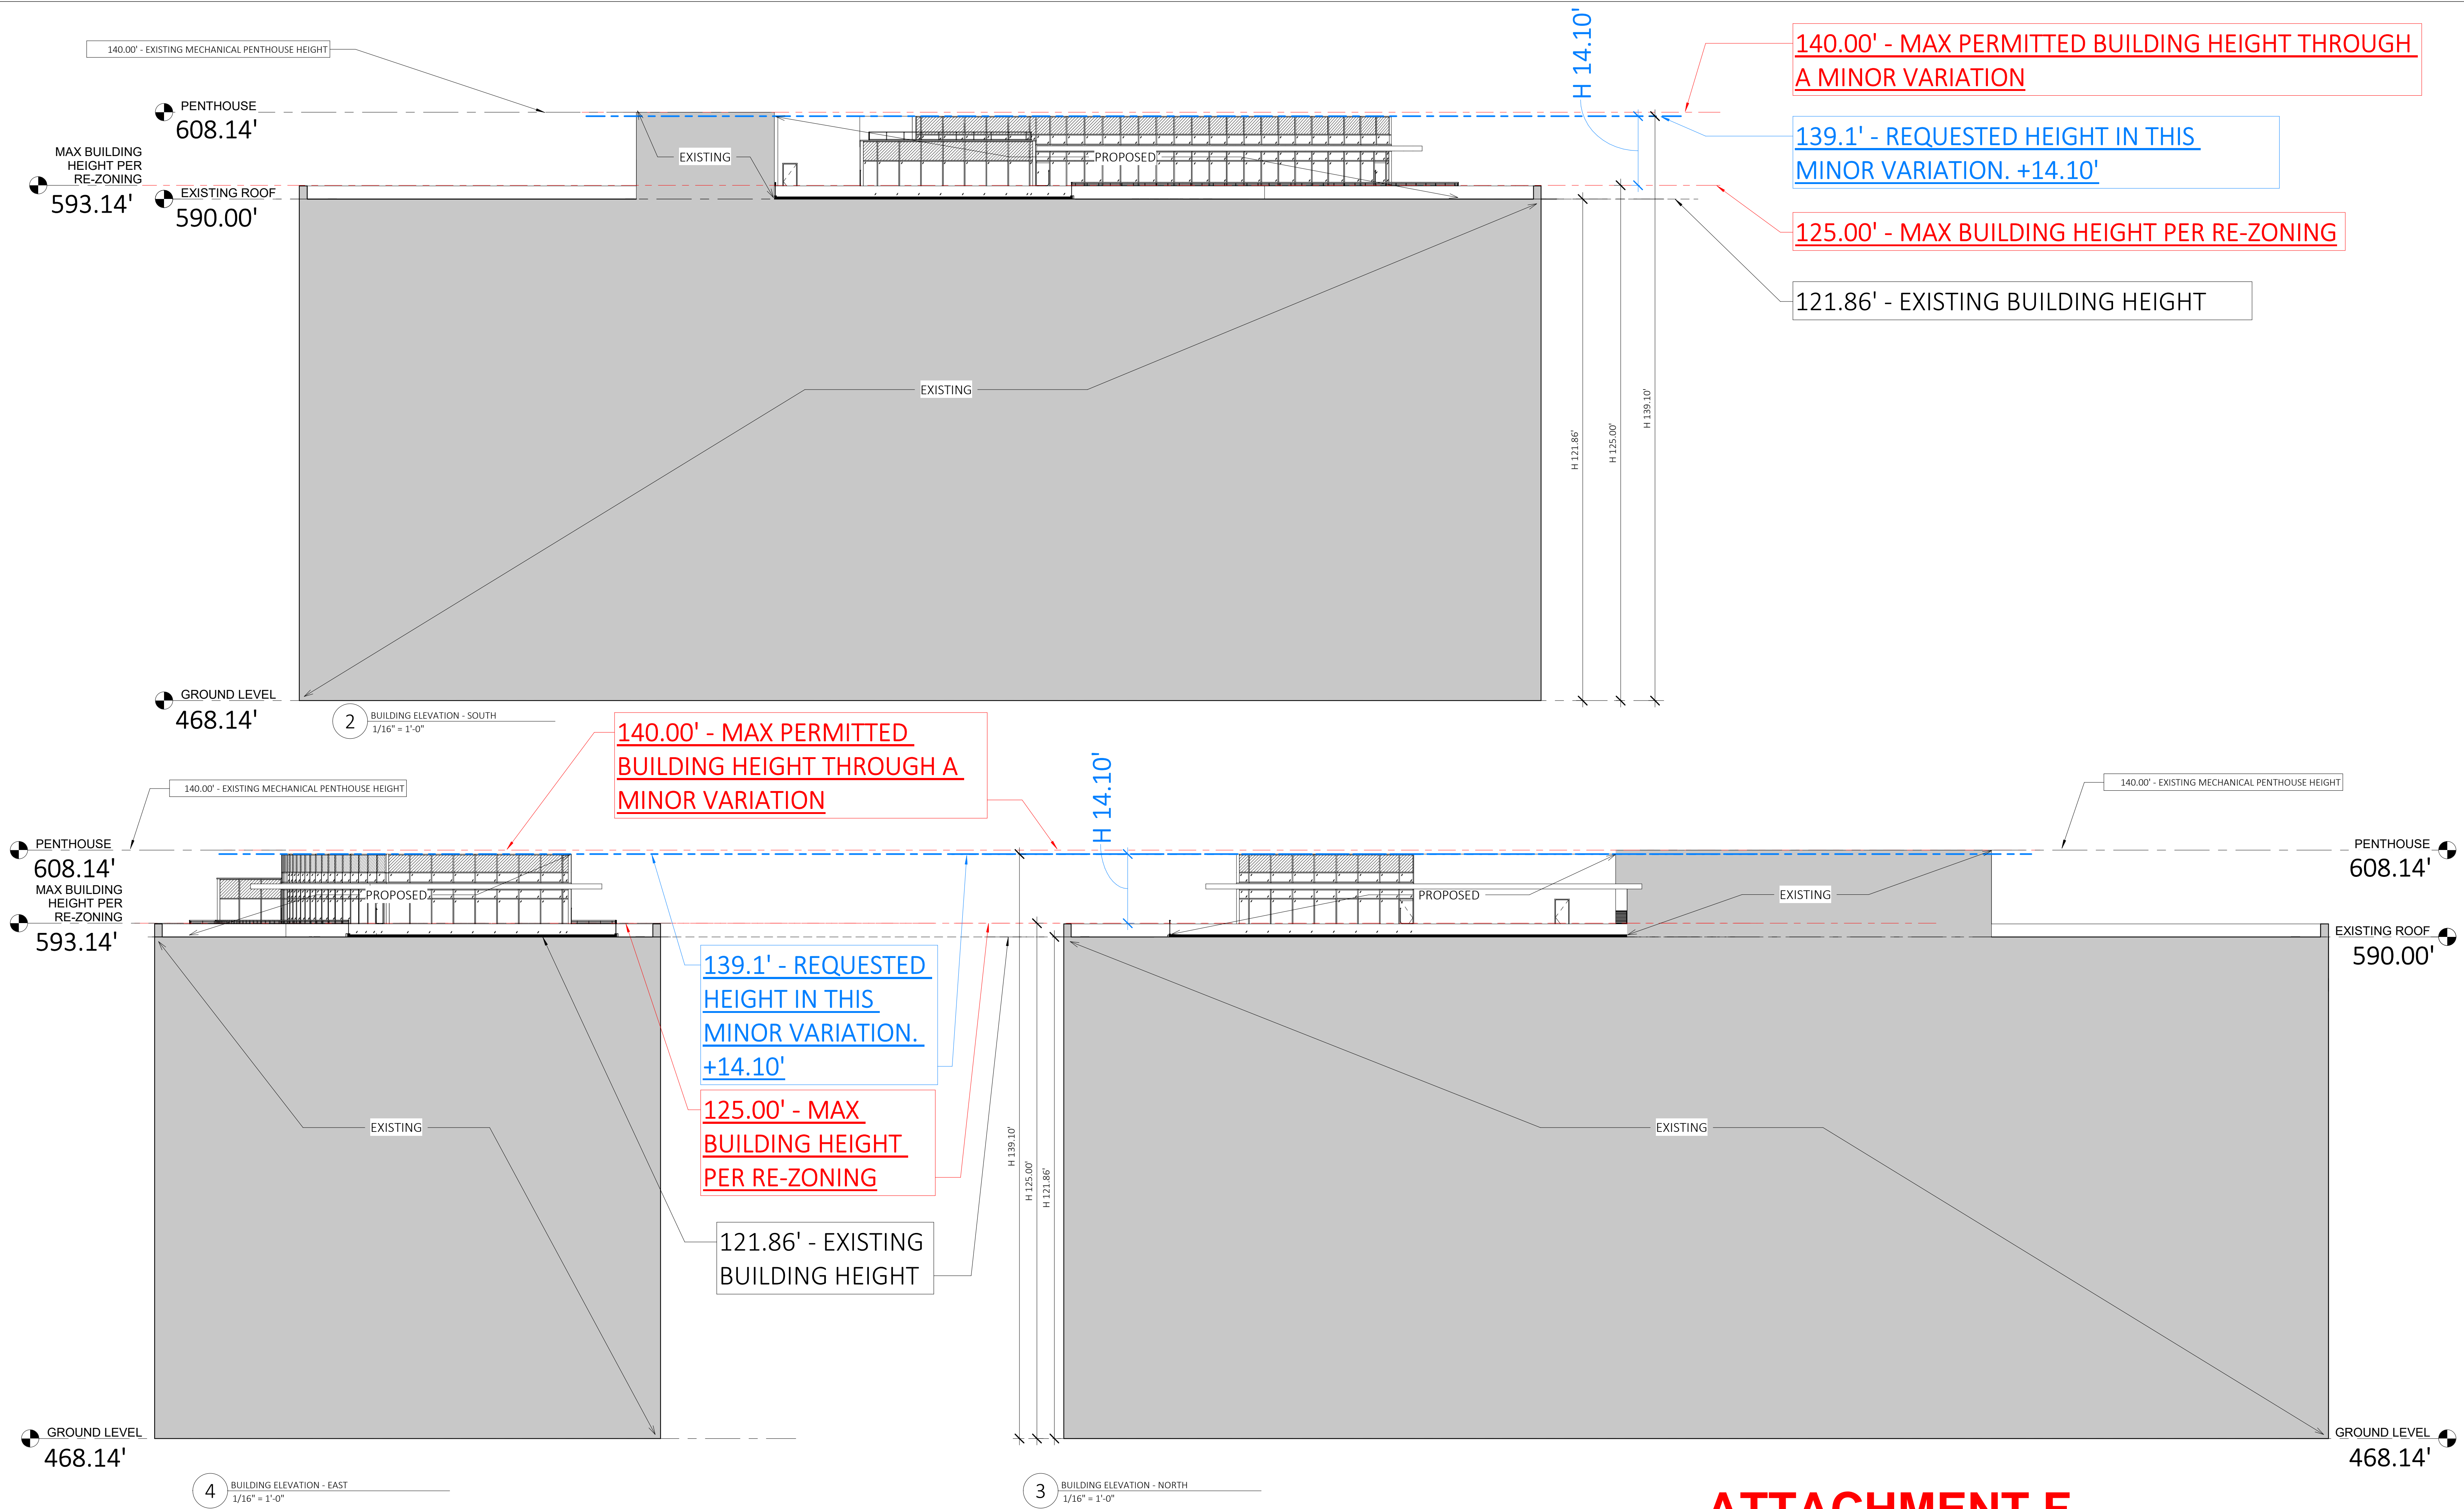 140.00' - EXISTING MECHANICAL PENTHOUSE HEIGHT
PENTHOUSE
608.14'
MAX BUILDING
HEIGHT PER
RE-ZONING
593.14'
EXISTING ROOF
590.00'
EXISTING
PROPOSED
H 14.10'
140.00' - MAX PERMITTED BUILDING HEIGHT THROUGH
A MINOR VARIATION
139.1' - REQUESTED HEIGHT IN THIS
MINOR VARIATION. +14.10'
125.00' - MAX BUILDING HEIGHT PER RE-ZONING
121.86' - EXISTING BUILDING HEIGHT
EXISTING
H 121.86'
H 125.00'
H 139.10'
GROUND LEVEL
468.14'
2
BUILDING ELEVATION - SOUTH
1/16" = 1'-0"
140.00' - EXISTING MECHANICAL PENTHOUSE HEIGHT
PENTHOUSE
608.14'
MAX BUILDING
HEIGHT PER
RE-ZONING
593.14'
PROPOSED
140.00' - MAX PERMITTED
BUILDING HEIGHT THROUGH A
MINOR VARIATION
139.1' - REQUESTED
HEIGHT IN THIS
MINOR VARIATION.
+14.10'
125.00' - MAX
BUILDING HEIGHT
PER RE-ZONING
121.86' - EXISTING
BUILDING HEIGHT
EXISTING
GROUND LEVEL
468.14'
4
BUILDING ELEVATION - EAST
1/16" = 1'-0"
H 14.10'
H 139.10'
H 125.00'
H 121.86'
PROPOSED
EXISTING
140.00' - EXISTING MECHANICAL PENTHOUSE HEIGHT
PENTHOUSE
608.14'
EXISTING ROOF
590.00'
EXISTING
GROUND LEVEL
468.14'
3
BUILDING ELEVATION - NORTH
1/16" = 1'-0"
ATTACHMENT